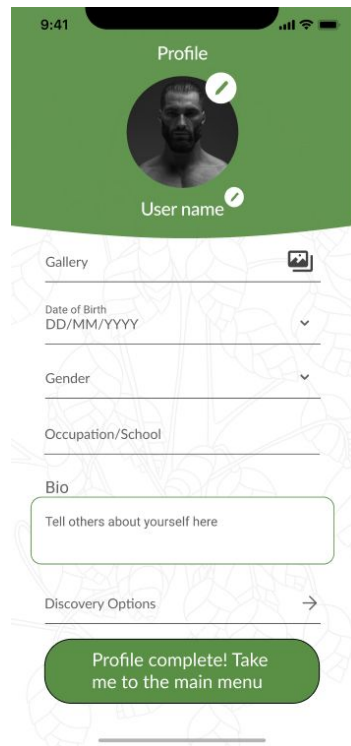 9:41
Profile
User name
Gallery
Date of Birth
DD/MM/YYYY
Gender
Occupation/School
Bio
Tell others about yourself here
Discovery Options
Profile complete! Take
me to the main menu